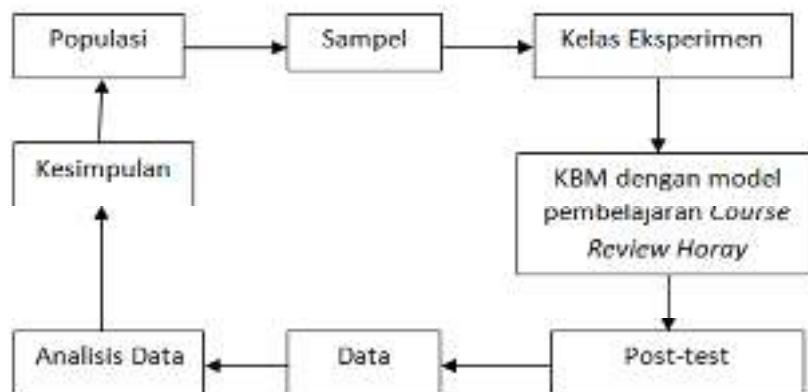 Populasi
Sampel
Kelas Eksperimen
KBM dengan model
pembelajaran Course
Review Horay
Post-test
Data
Analisis Data
Kesimpulan